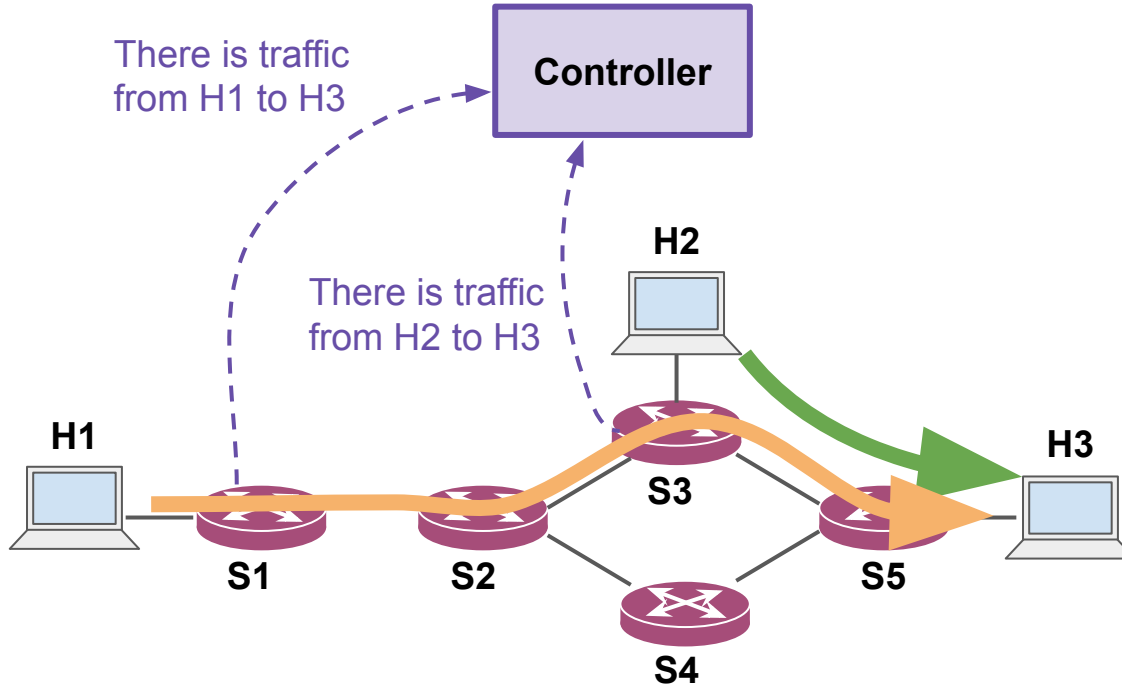 There is traffic
from H1 to H3
Controller
H2
There is traffic
from H2 to H3
H1
H3
S3
S1
S2
S5
S4